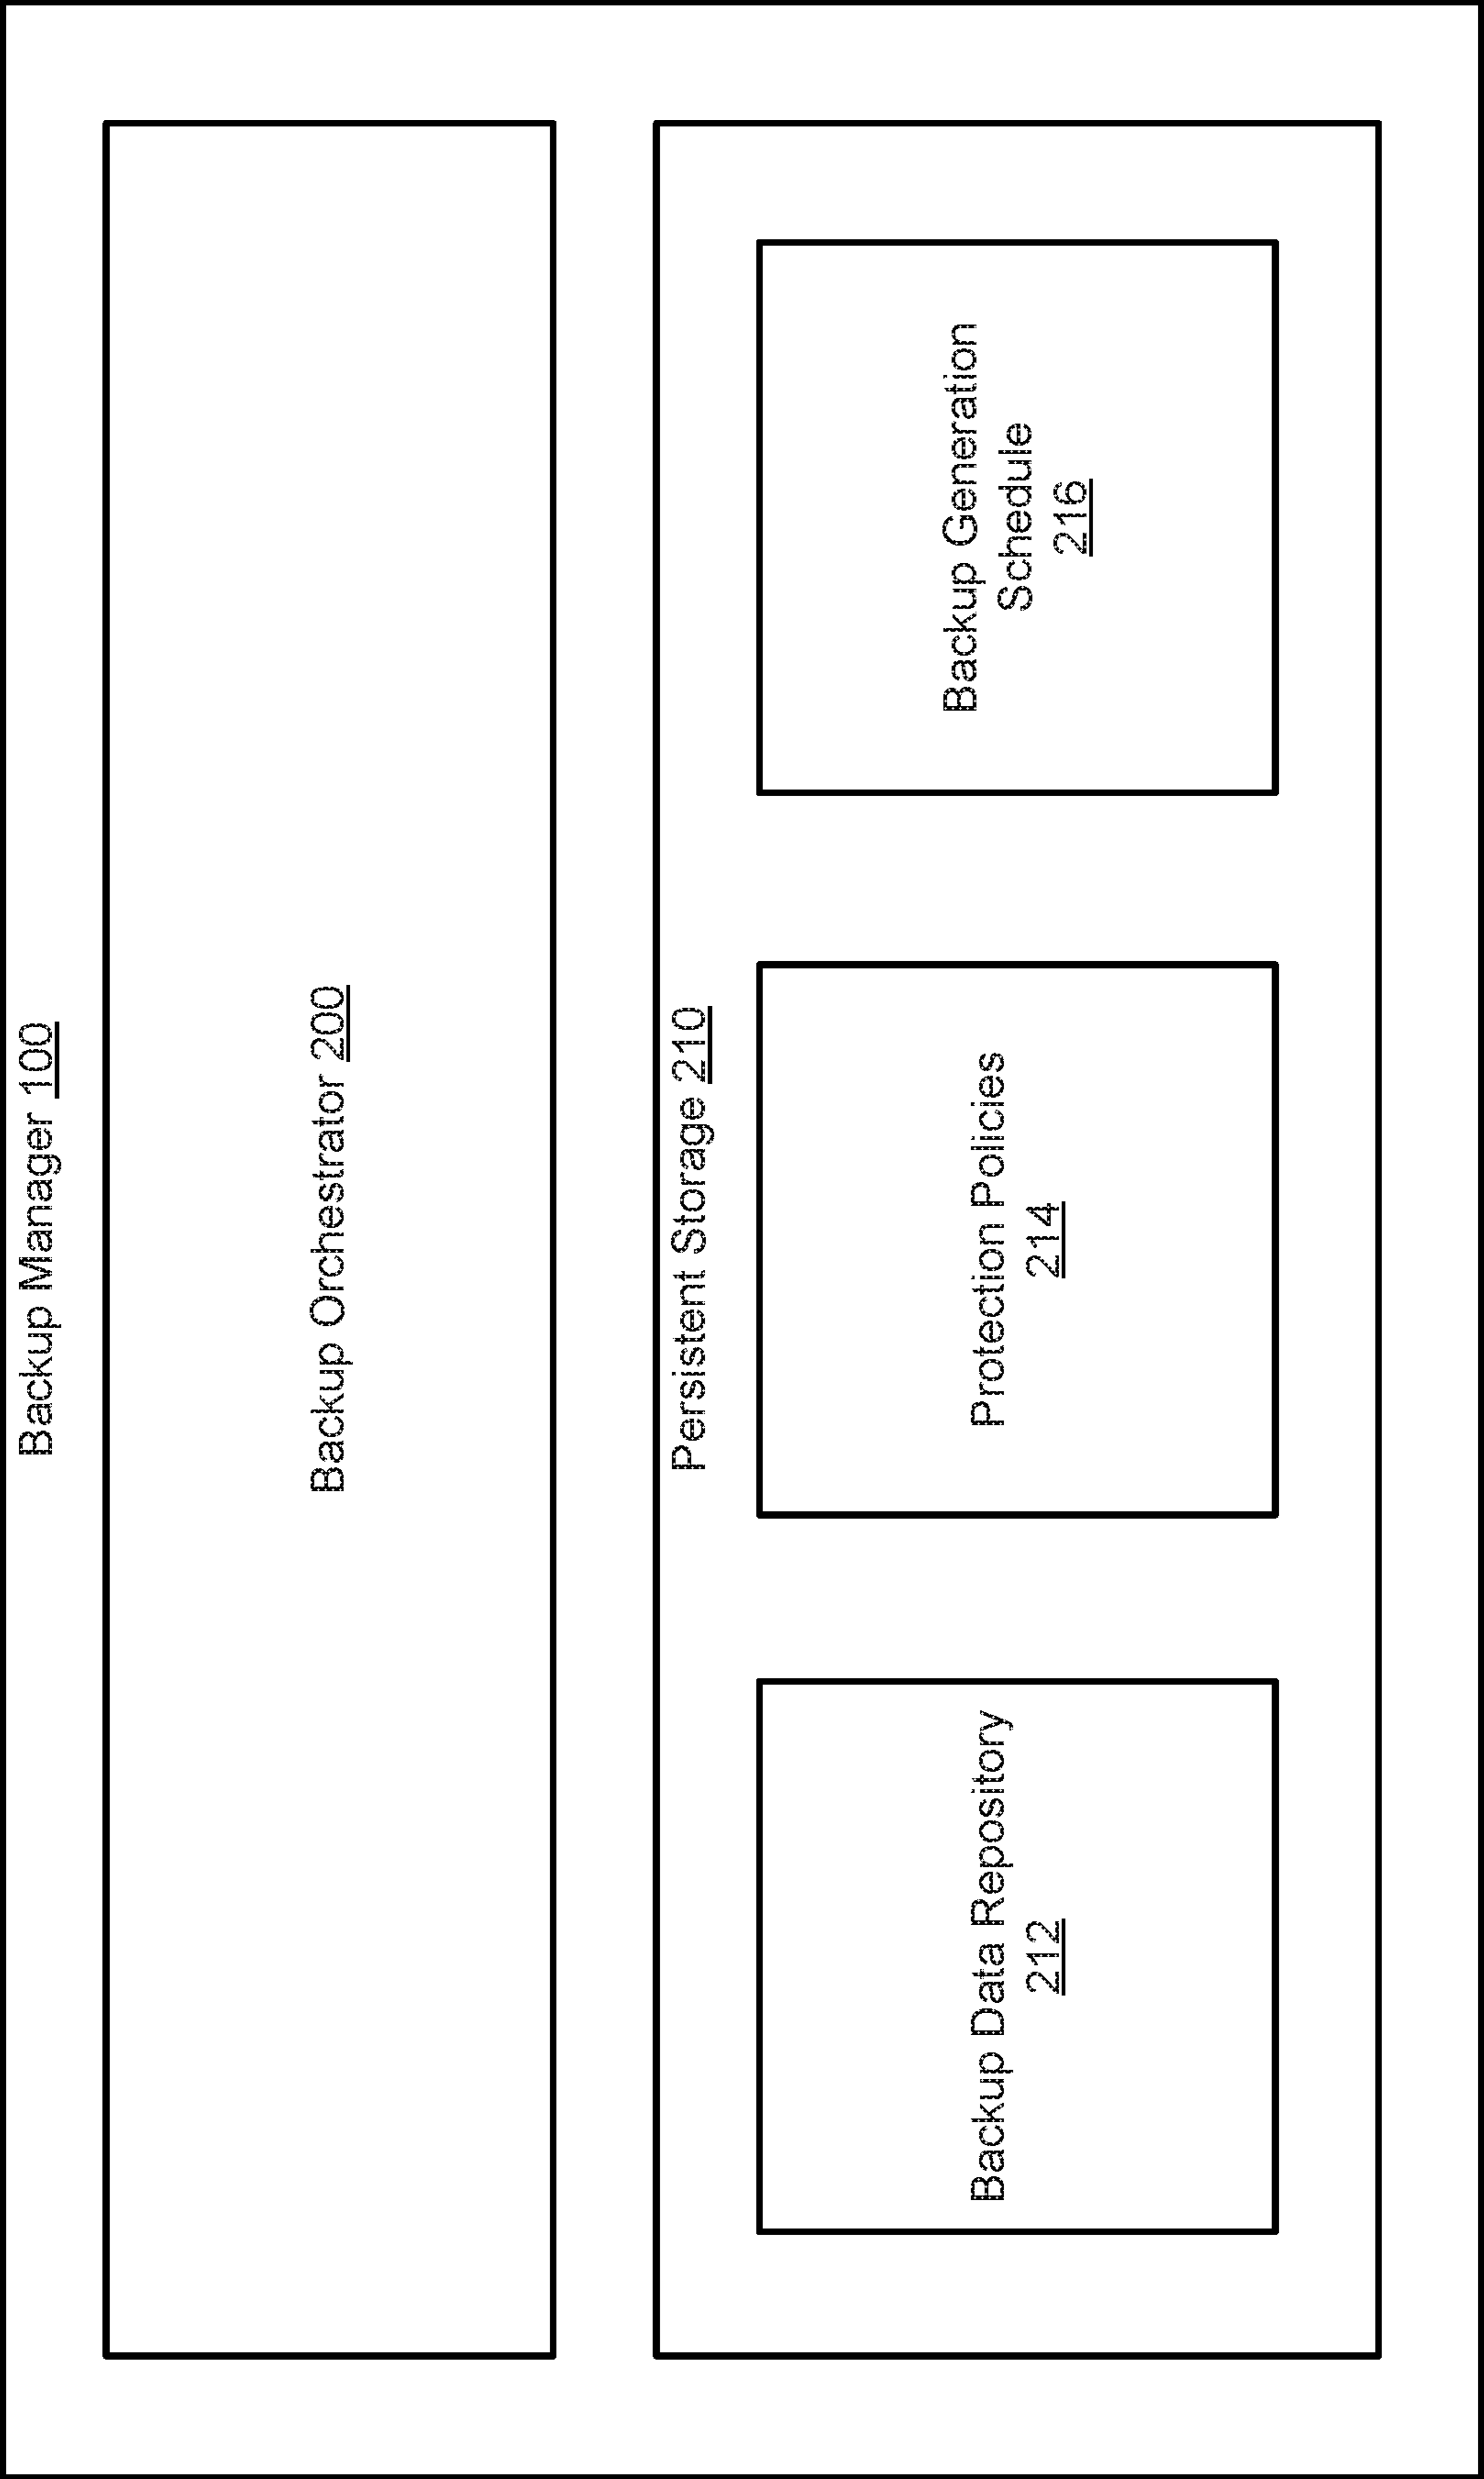 Backup Manager 100
Backup Orchestrator 200
Persistent Storage 210
Backup Data Repository
212
Protection Policies
214
Backup Generation
Schedule
216